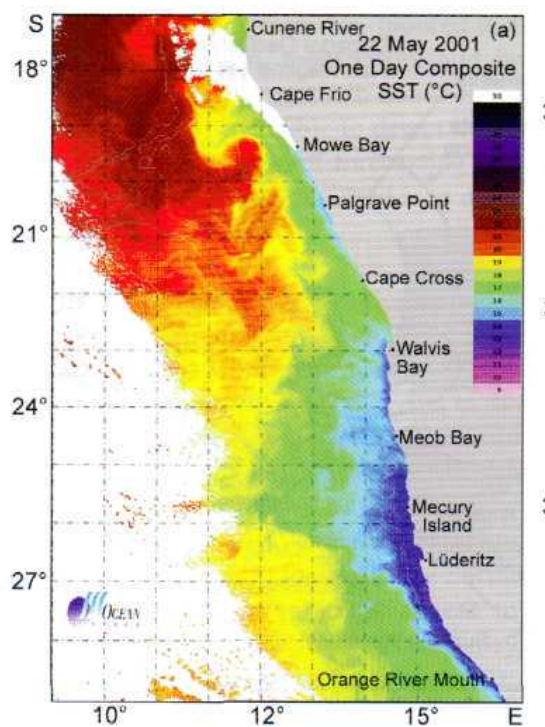 S
Cunene River
(a)
22 May 2001
One Day Composite
SST (°C)
18°
Cape Frio
Mowe Bay
Palgrave Point
21°
Cape Cross
Walvis
Bay
24°
Meob Bay
Mecury
Island
Lüderitz
27°
OCEAN
Orange River Mouth
10°
12°
15°
E